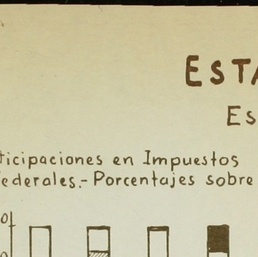 ESTA
Es
ticipaciones en Impuestos
ederales.- Porcentajes sobre